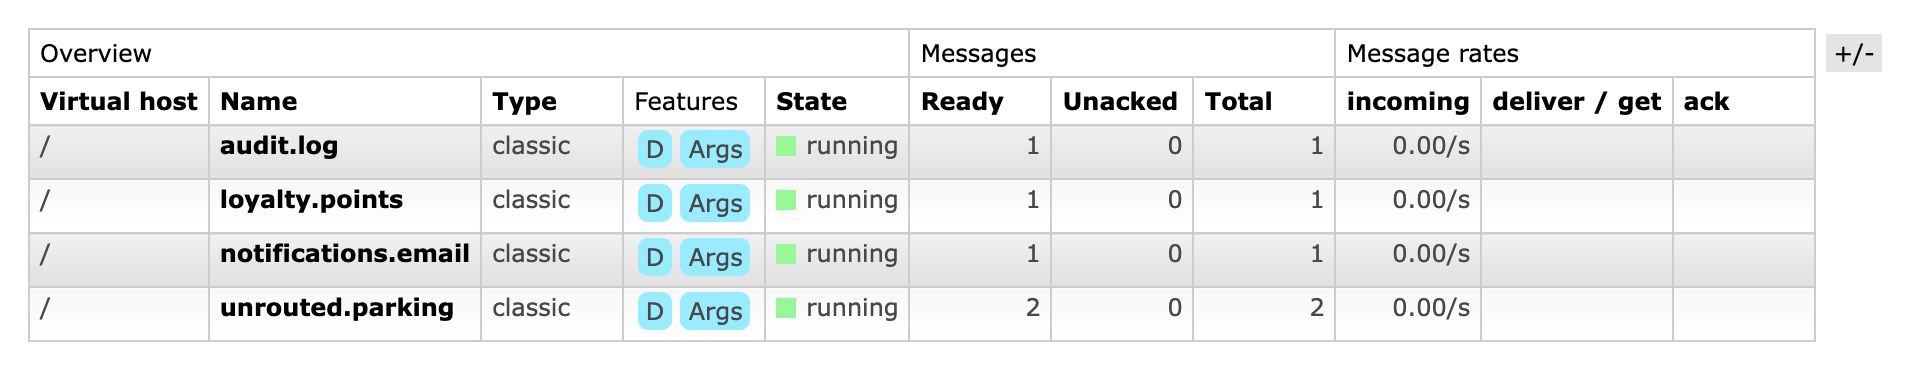 Overview Messages Message rates +/-
Virtual host Name Type Features State Ready Unacked Total incoming deliver / get ack
/ audit.log classic D Args running 1 0 1 0.00/s
/ loyalty.points classic D Args running 1 0 1 0.00/s
/ notifications.email classic D Args running 1 0 1 0.00/s
/ unrouted.parking classic D Args running 2 0 2 0.00/s